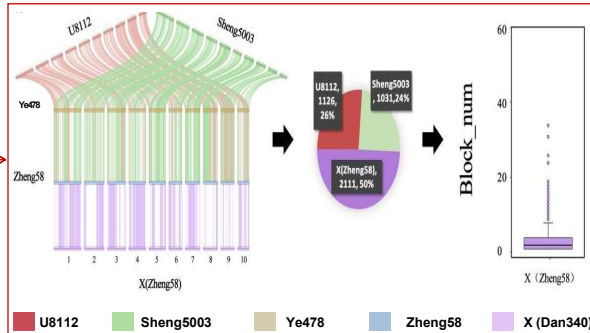 U8112
Sheng5003
Ye478
Zheng58
1 2 3 4 5 6 7 8 9 10
X(Zheng58)
U8112,
1126,
26%
Sheng5003
, 1031,24%
X(Zheng58),
2111, 50%
Block_num
60
40
20
0
X（Zheng58）
U8112 Sheng5003 Ye478 Zheng58 X (Dan340)